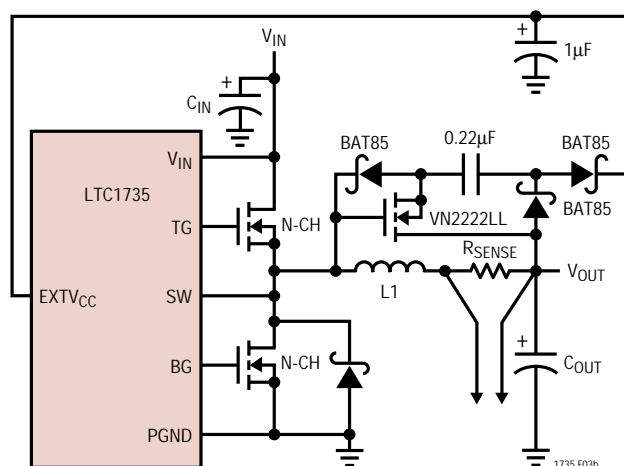 V_IN
+
1µF
+
C_IN
BAT85
0.22µF
V_IN
LTC1735
BAT85
TG
N-CH
VN2222LL
R_SENSE
V_OUT
EXTV_CC
SW
L1
BG
N-CH
+
C_OUT
PGND
1735 F03b